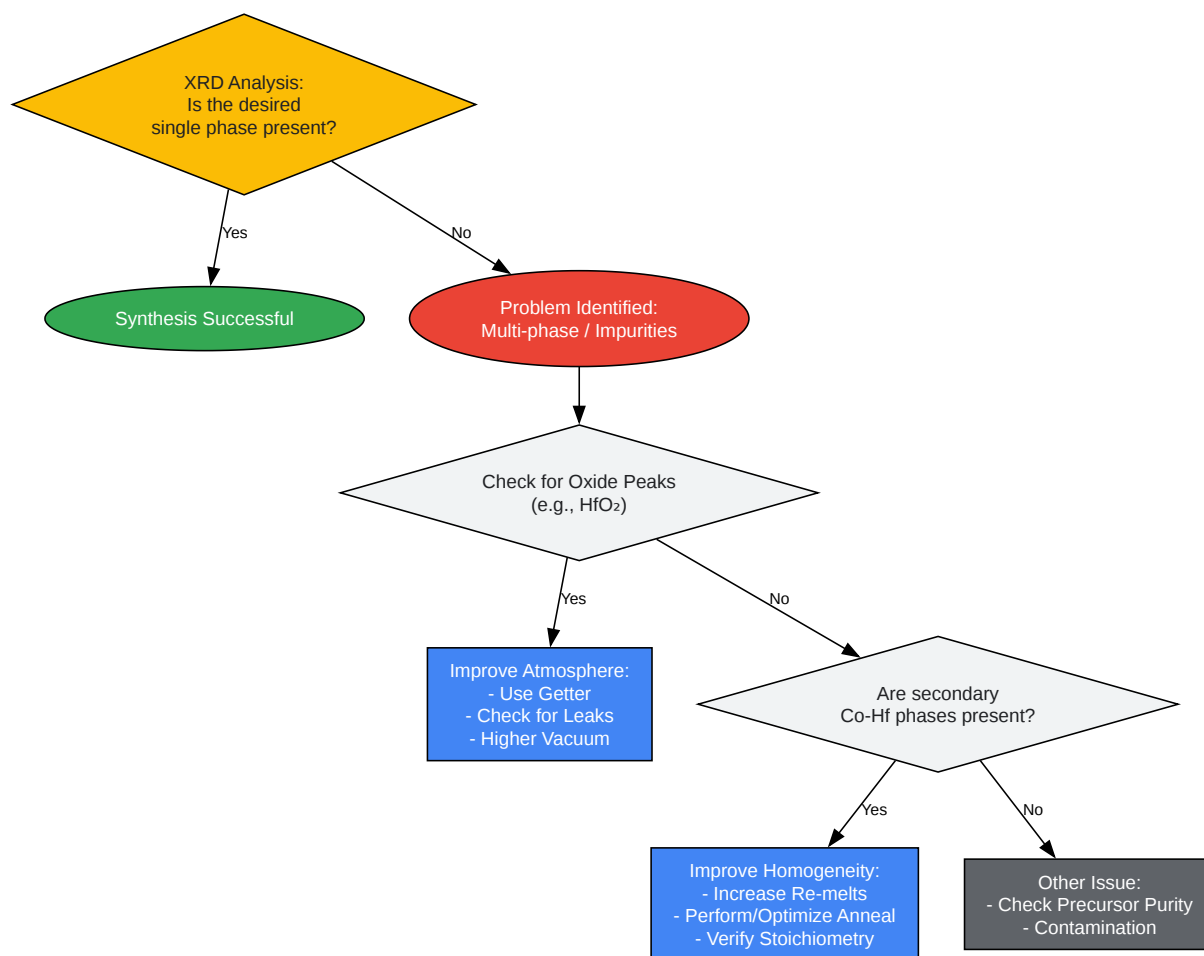 XRD Analysis:
Is the desired
single phase present?
Yes
No
Synthesis Successful
Problem Identified:
Multi-phase / Impurities
Check for Oxide Peaks
(e.g., HfO₂)
Yes
No
Improve Atmosphere:
- Use Getter
- Check for Leaks
- Higher Vacuum
Are secondary
Co-Hf phases present?
Yes
No
Improve Homogeneity:
- Increase Re-melts
- Perform/Optimize Anneal
- Verify Stoichiometry
Other Issue:
- Check Precursor Purity
- Contamination